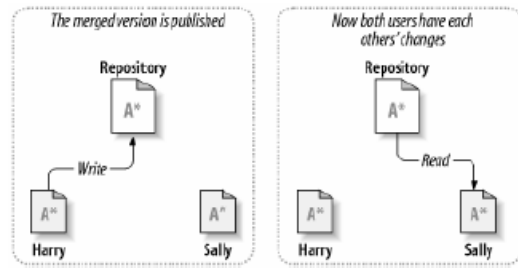 The merged version is published
Repository
A*
Write
A*
A"
Harry
Sally
Now both users have each
others' changes
Repository
A*
Read
A*
A*
Harry
Sally